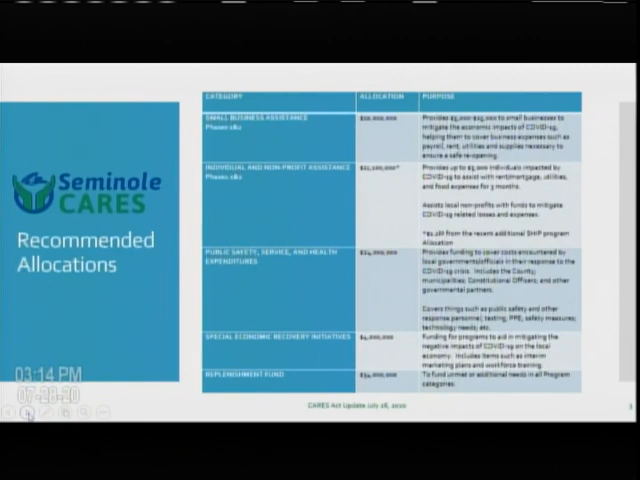 Seminole
CARES
Recommended
Allocations
03:14 PM
07-28-20
CATEGORY ALLOCATION PURPOSE
SMALL BUSINESS ASSISTANCE
Phases 1&2
Provides $5,000-$25,000 to small businesses to
mitigate the economic impacts of COVID-19,
helping them to cover business expenses such as
payroll, rent, utilities and supplies necessary to
ensure a safe re-opening.
INDIVIDUAL AND NON-PROFIT ASSISTANCE
Phases 1&2
Provides up to individuals impacted by
COVID-19 to assist with rent/mortgage, utilities,
and food expenses for 3 months.
Assists local non-profits with funds to mitigate
COVID-19 related losses and expenses.
from the recent additional SHIP program
Allocation
PUBLIC SAFETY, SERVICE, AND HEALTH
EXPENDITURES
Provides funding to cover costs encountered by
local governments/officials in their response to the
COVID-19 crisis. Includes the County;
municipalities; Constitutional Officers; and other
governmental partners.
Covers things such as public safety and other
response personnel; testing; PPE; safety measures;
technology needs; etc.
SPECIAL ECONOMIC RECOVERY INITIATIVES
Funding for programs to aid in mitigating the
negative impacts of COVID-19 on the local
economy. Includes items such as interim
marketing plans and workforce training.
REPLENISHMENT FUND
To fund unmet or additional needs in all Program
categories.
CARES Act Update July 28, 2020
3